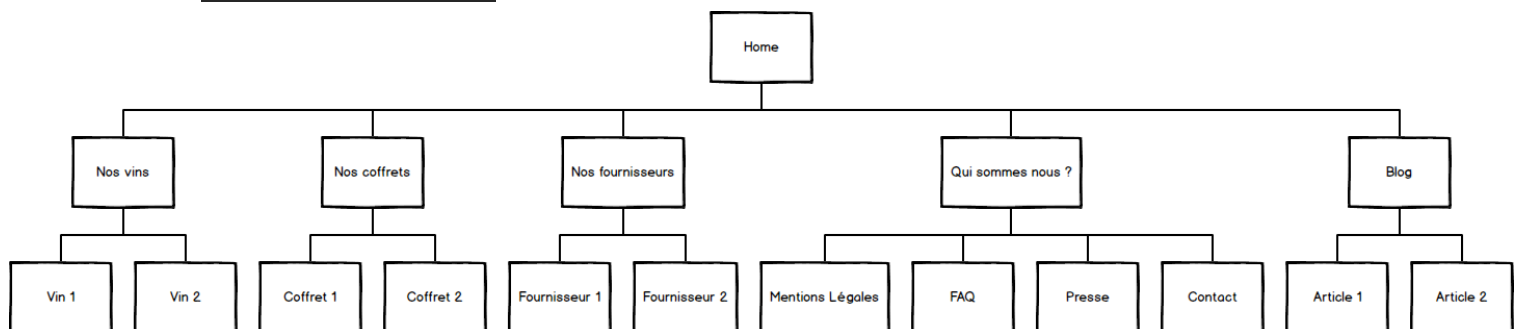 Home
Nos vins
Nos coffrets
Nos fournisseurs
Qui sommes nous ?
Blog
Vin 1
Vin 2
Coffret 1
Coffret 2
Fournisseur 1
Fournisseur 2
Mentions Légales
FAQ
Presse
Contact
Article 1
Article 2